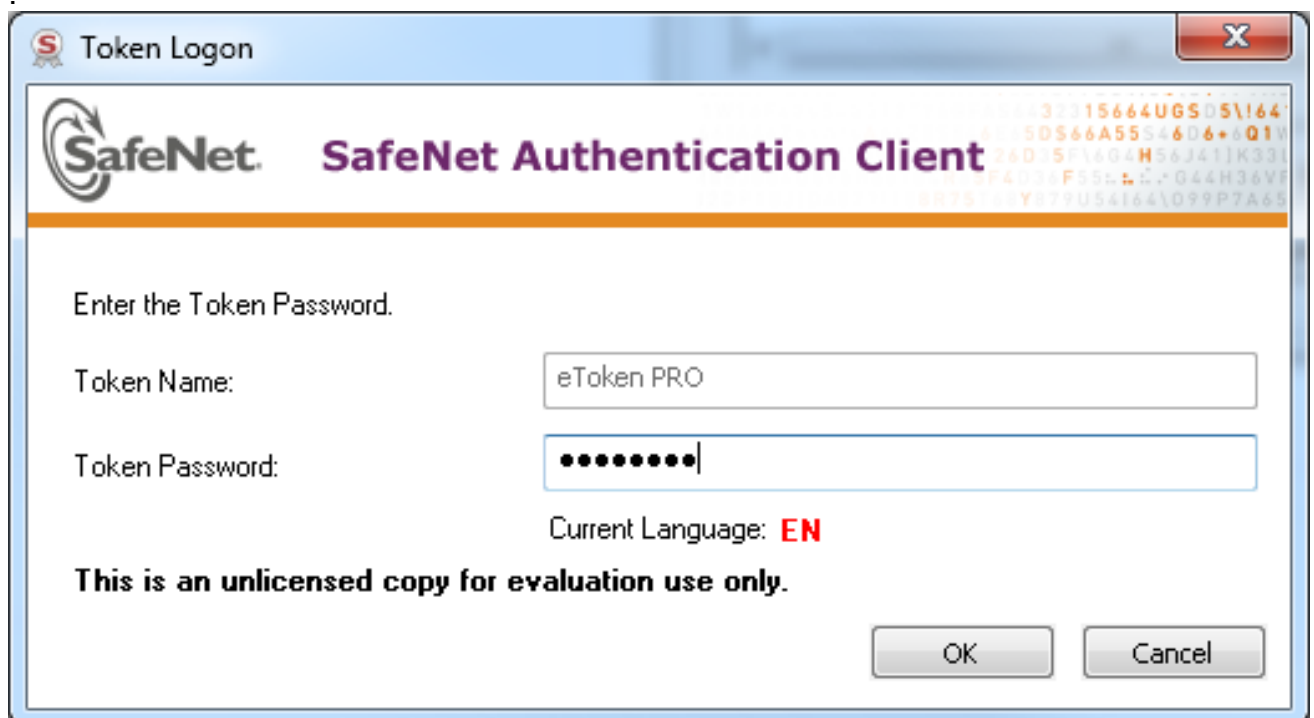 Token Logon
SafeNet.
SafeNet Authentication Client
Enter the Token Password.
Token Name:
eToken PRO
Token Password:
Current Language: EN
This is an unlicensed copy for evaluation use only.
OK
Cancel